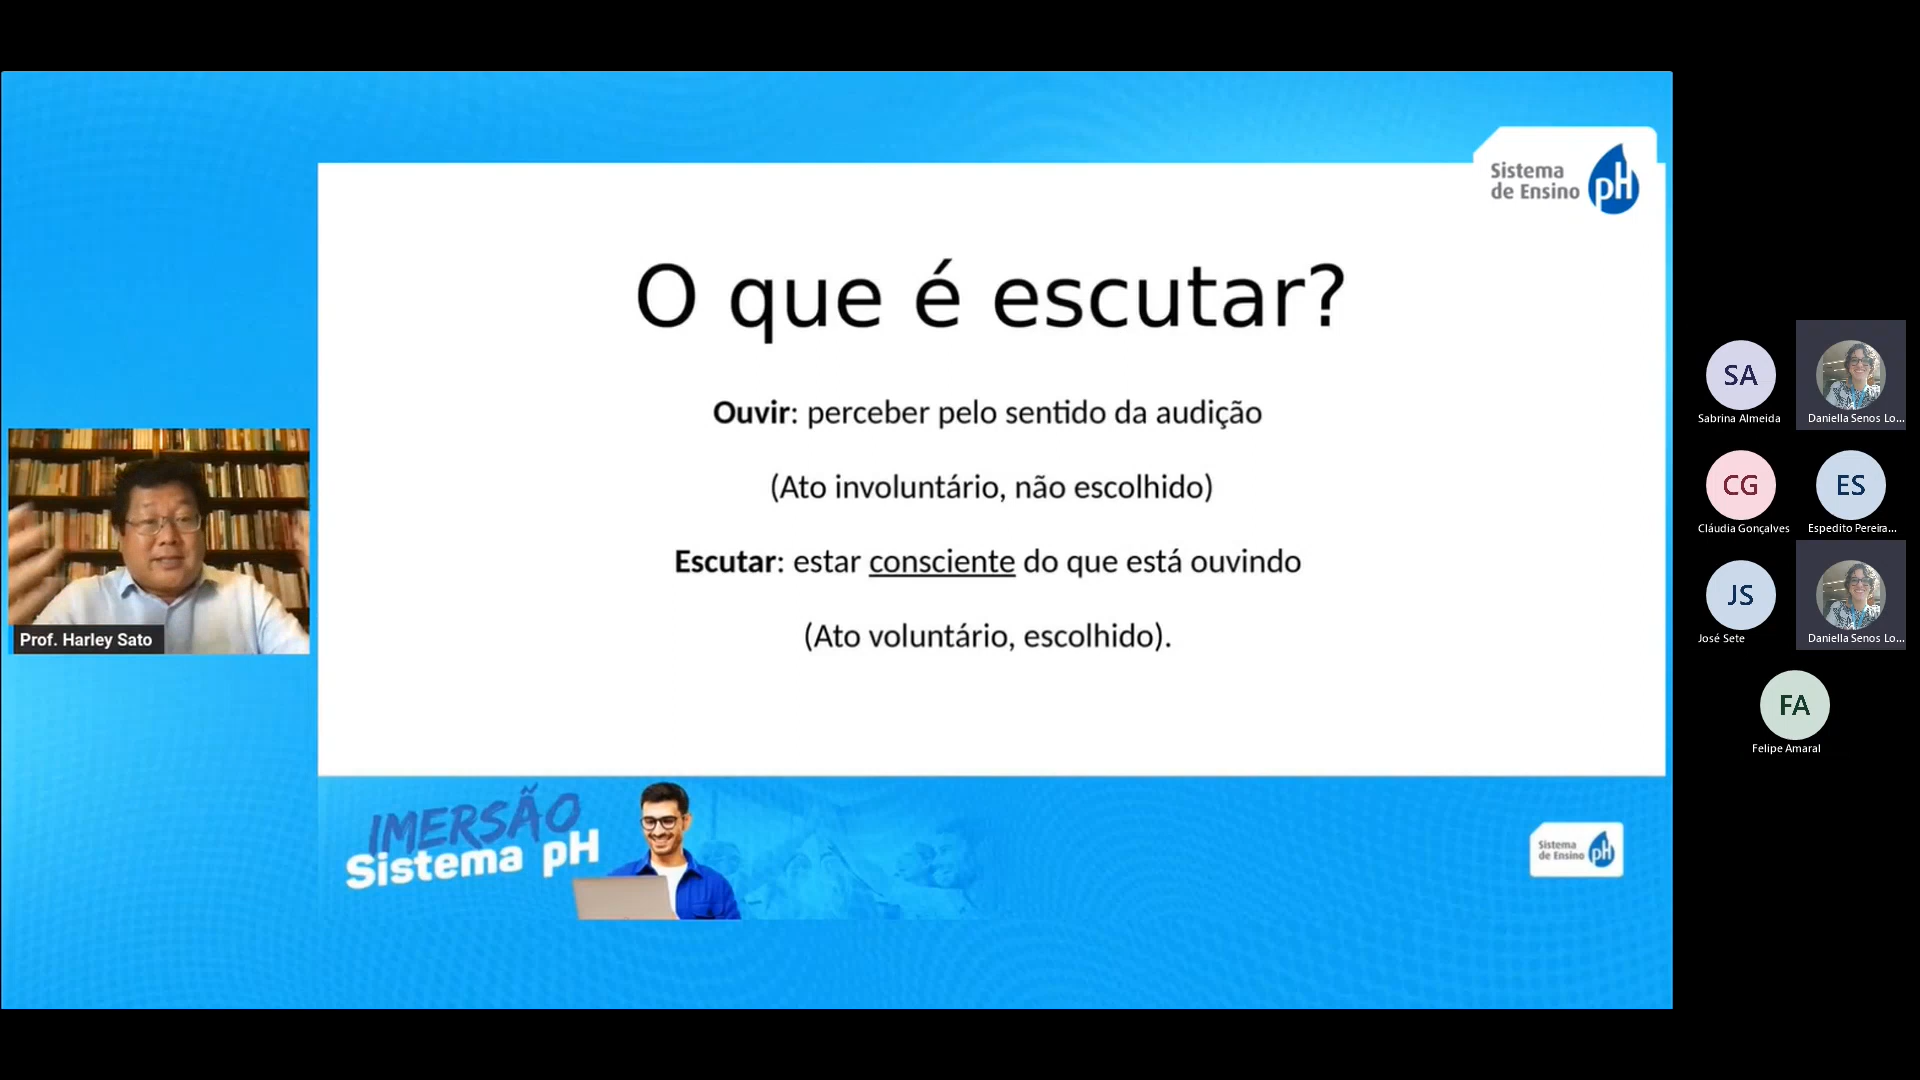 Sistema
de Ensino pH
O que é escutar?
Ouvir: perceber pelo sentido da audição
(Ato involuntário, não escolhido)
Escutar: estar consciente do que está ouvindo
(Ato voluntário, escolhido).
Prof. Harley Sato
IMERSÃO
Sistema pH
Sistema
de Ensino pH
SA
Sabrina Almeida
Daniella Senos Lo...
CG
Cláudia Gonçalves
ES
Espedito Pereira...
JS
José Sete
Daniella Senos Lo...
FA
Felipe Amaral